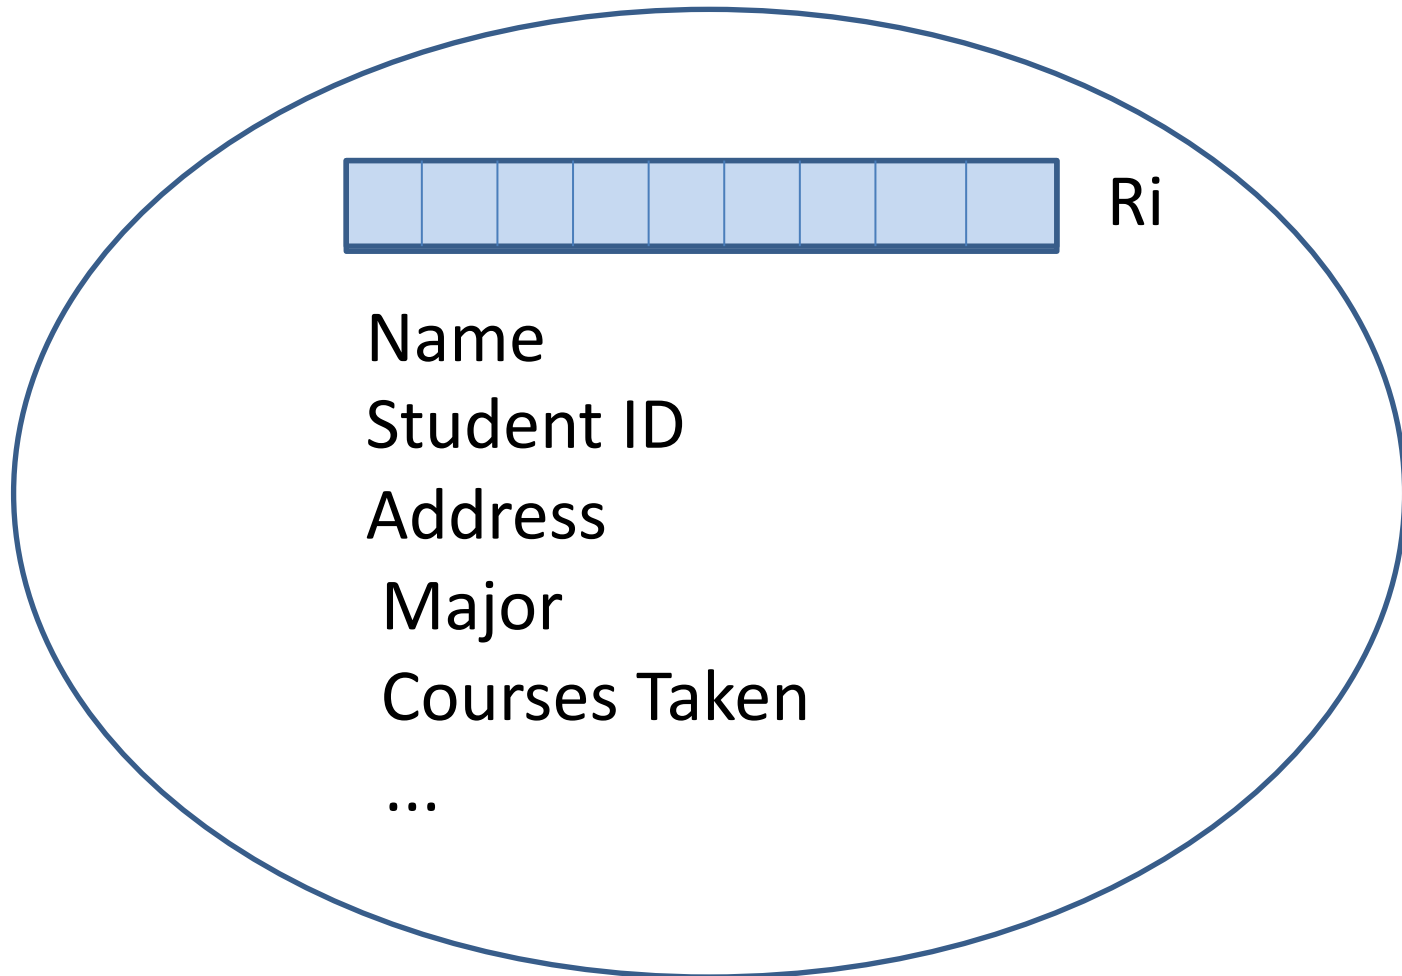 Ri
Name
Student ID
Address
Major
Courses Taken
...